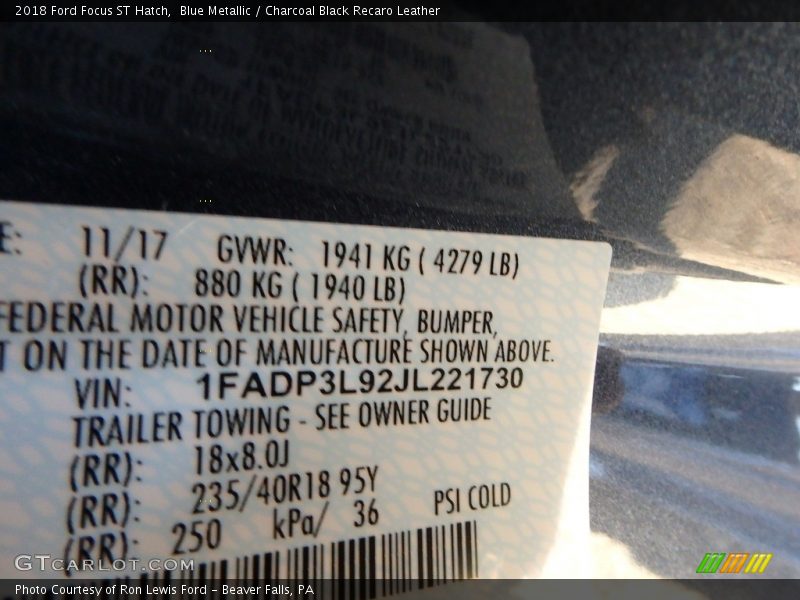 2018 Ford Focus ST Hatch, Blue Metallic / Charcoal Black Recaro Leather
E: 11/17 GVWR: 1941 KG ( 4279 LB)
(RR): 880 KG ( 1940 LB)
FEDERAL MOTOR VEHICLE SAFETY, BUMPER,
T ON THE DATE OF MANUFACTURE SHOWN ABOVE.
VIN: 1FADP3L92JL221730
TRAILER TOWING - SEE OWNER GUIDE
(RR): 18x8.0J
(RR): 235/40R18 95Y
(RR): 250 kPa/ 36 PSI COLD
GTCARLOT.COM
Photo Courtesy of Ron Lewis Ford – Beaver Falls, PA